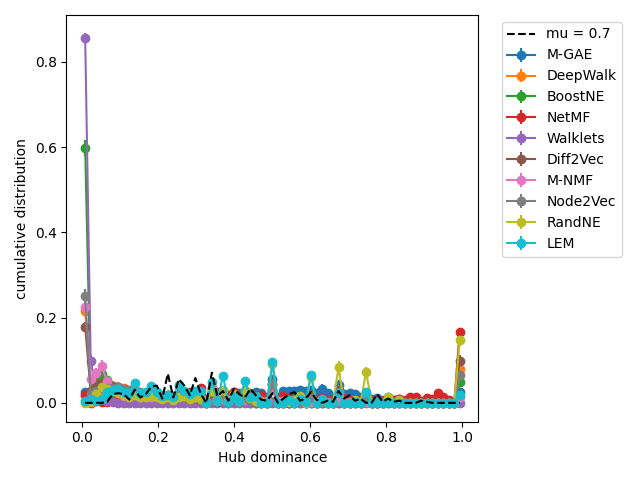 mu = 0.7
M-GAE
DeepWalk
BoostNE
NetMF
Walklets
Diff2Vec
M-NMF
Node2Vec
RandNE
LEM
cumulative distribution
0.8
0.6
0.4
0.2
0.0
0.0 0.2 0.4 0.6 0.8 1.0
Hub dominance